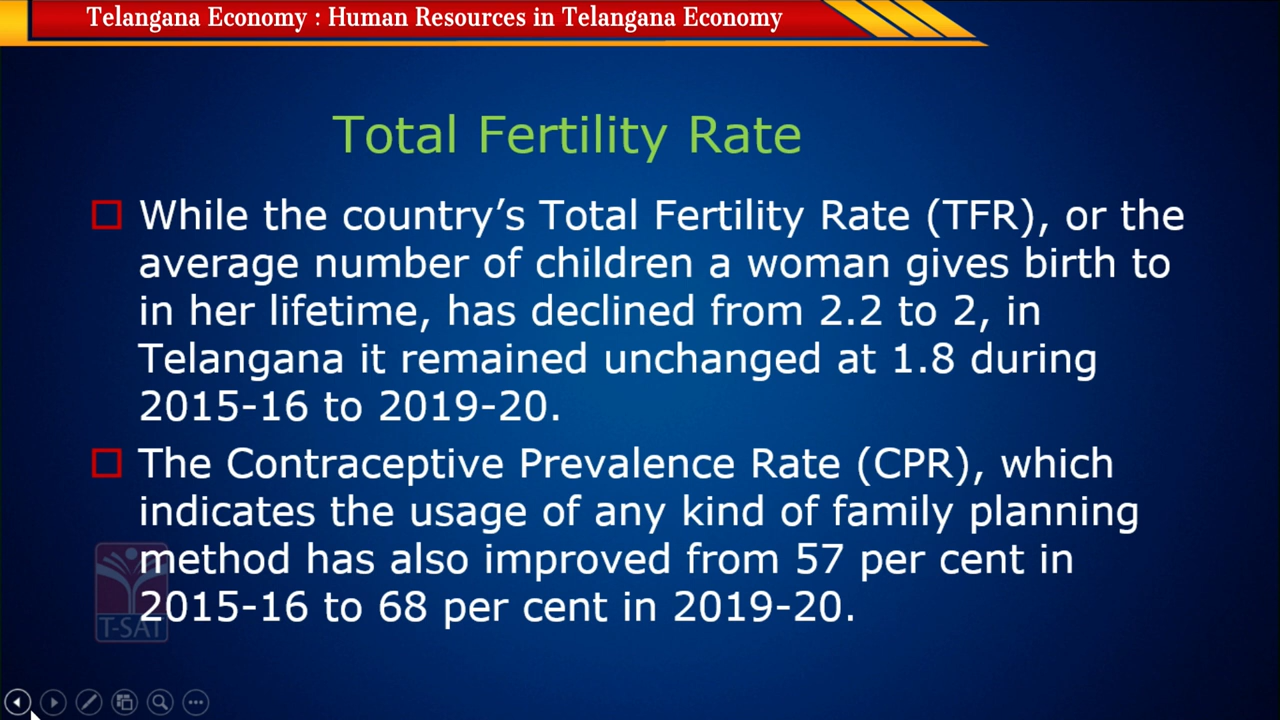 Telangana Economy : Human Resources in Telangana Economy
Total Fertility Rate
While the country’s Total Fertility Rate (TFR), or the
average number of children a woman gives birth to
in her lifetime, has declined from 2.2 to 2, in
Telangana it remained unchanged at 1.8 during
2015-16 to 2019-20.
The Contraceptive Prevalence Rate (CPR), which
indicates the usage of any kind of family planning
method has also improved from 57 per cent in
2015-16 to 68 per cent in 2019-20.
T-SAT